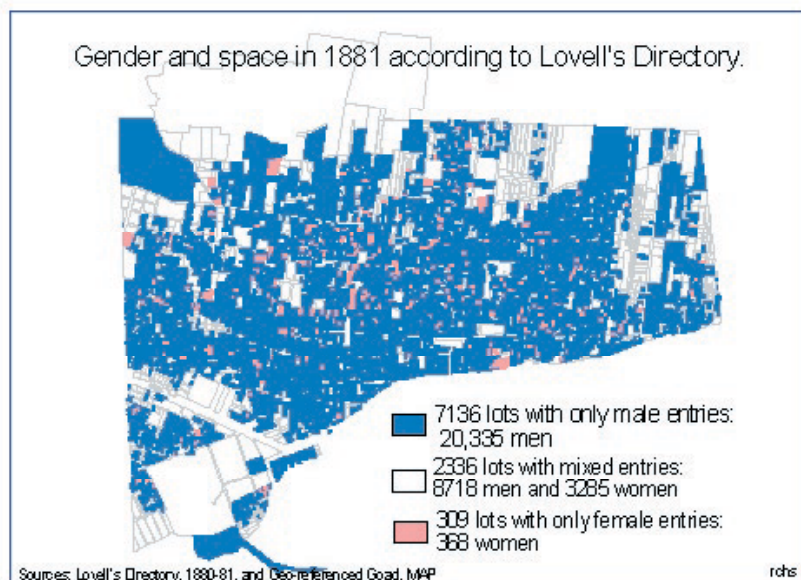 Gender and space in 1881 according to Lovell's Directory.
7136 lots with only male entries:
20,335 men
2336 lots with mixed entries:
8718 men and 3285 women
309 lots with only female entries:
368 women
Sources: Lovell's Directory, 1880-81, and Geo-referenced Goad, MAP
rchs